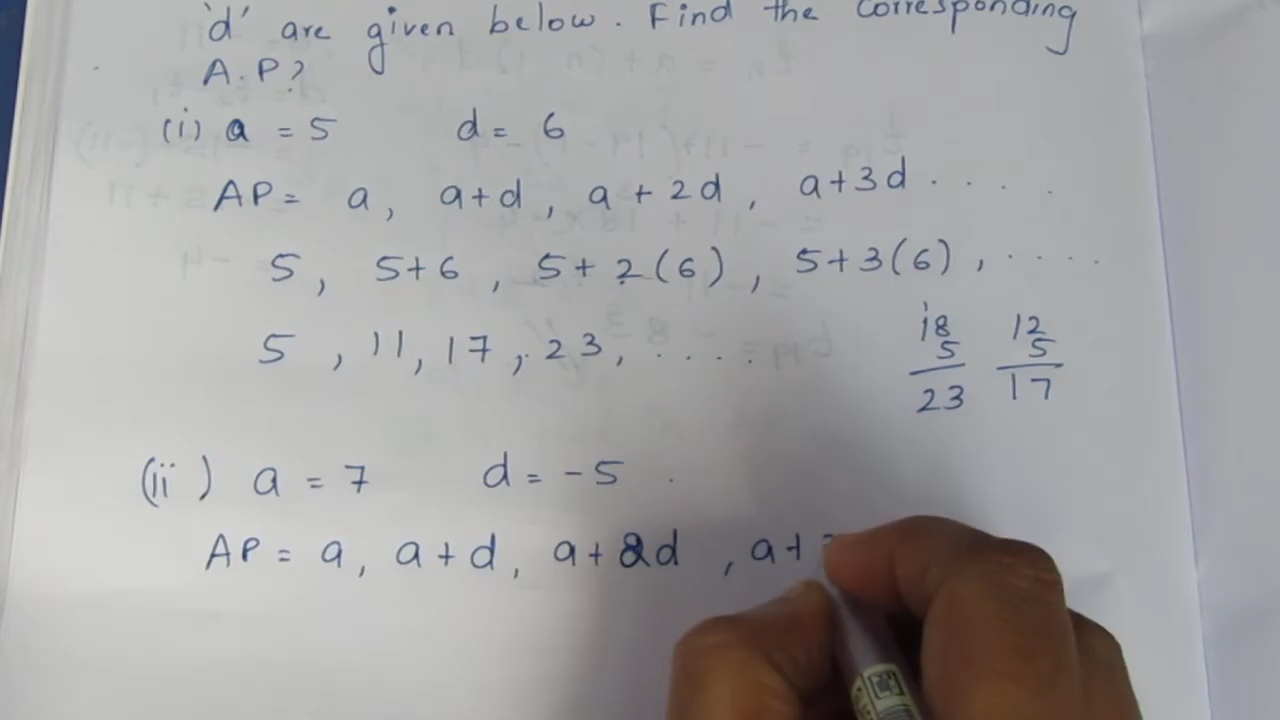 'd' are given below. Find the corresponding
A.P?
(i) a = 5 d = 6
AP = a, a+d, a+2d, a+3d.....
5, 5+6, 5+2(6), 5+3(6),.....
5, 11, 17, 23,.....
18 12
5 5
23 17
(ii) a = 7 d = -5.
AP = a, a+d, a+2d, a+